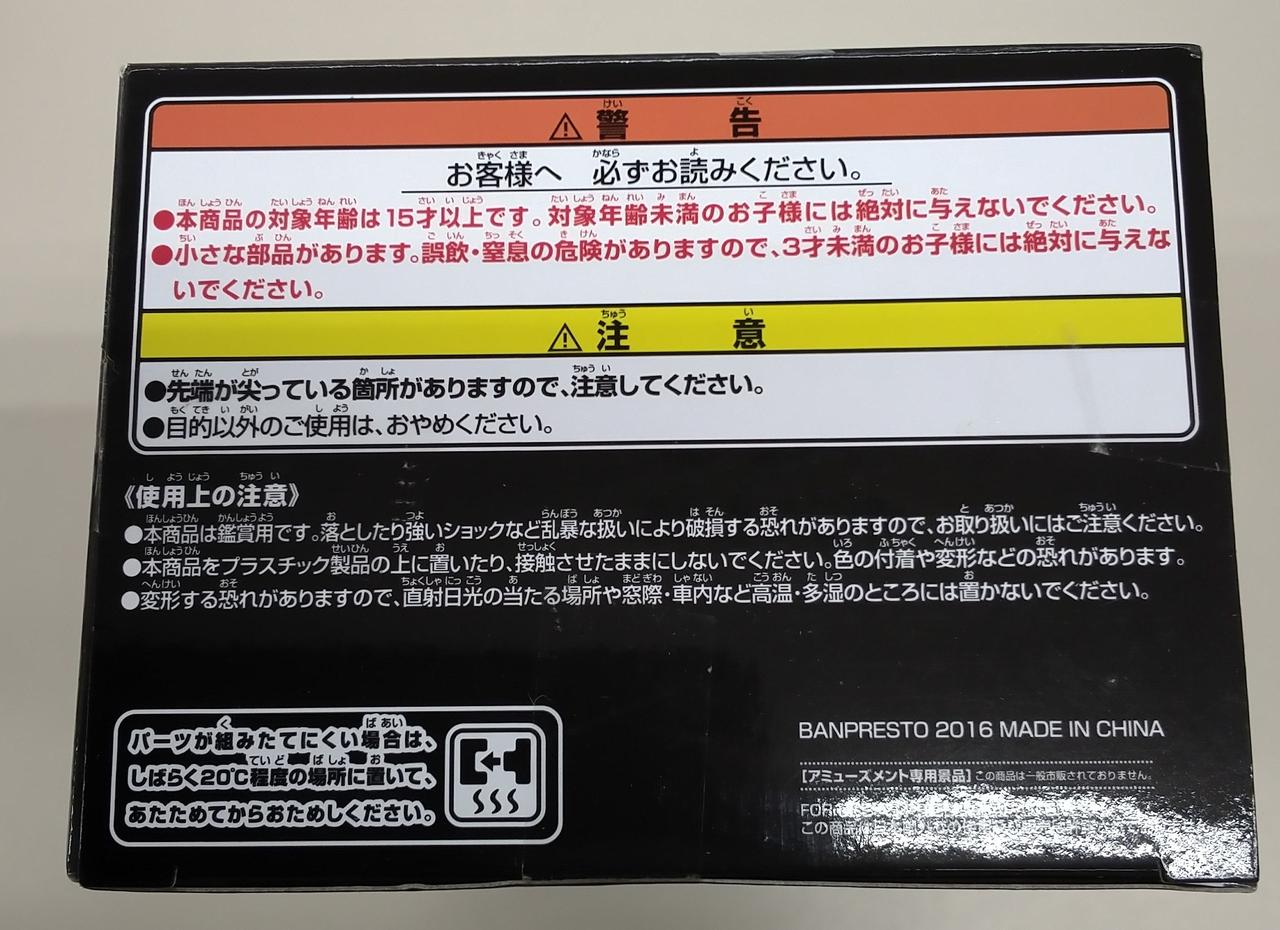 ⚠警告
お客様へ 必ずお読みください。
●本商品の対象年齢は15才以上です。対象年齢未満のお子様には絶対に与えないでください。
●小さな部品があります。誤飲・窒息の危険がありますので、3才未満のお子様には絶対に与えな
いでください。
⚠注意
●先端が尖っている箇所がありますので、注意してください。
●目的以外のご使用は、おやめください。
《使用上の注意》
●本商品は鑑賞用です。落としたり強いショックなど乱暴な扱いにより破損する恐れがありますので、お取り扱いにはご注意ください。
●本商品をプラスチック製品の上に置いたり、接触させたままにしないでください。色の付着や変形などの恐れがあります。
●変形する恐れがありますので、直射日光の当たる場所や窓際・車内など高温・多湿のところには置かないでください。
パーツが組みたてにくい場合は、
しばらく20℃程度の場所に置いて、
あたためてからおためしください。
BANPRESTO 2016 MADE IN CHINA
[アミューズメント専用景品] この商品は一般市販されておりません。
FOR
この商品は